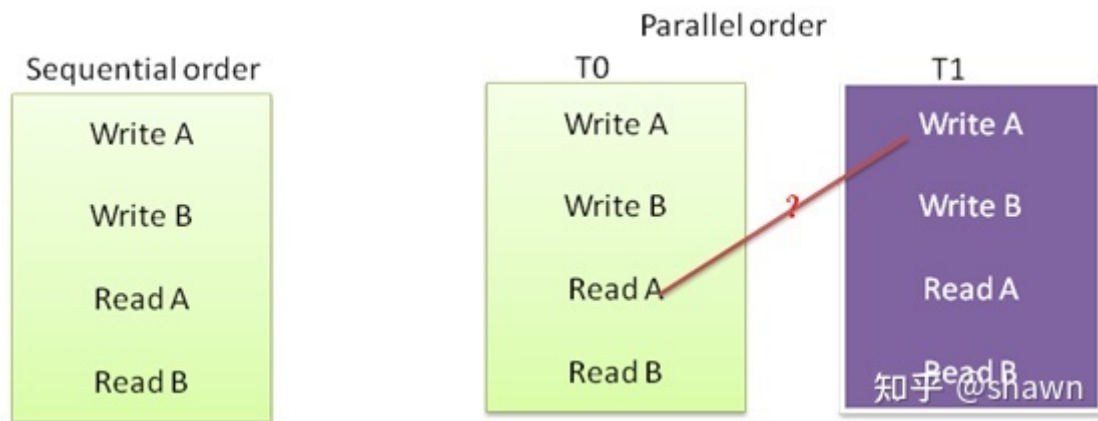 Parallel order
Sequential order
T0
T1
Write A
Write B
Read A
Read B
Write A
Write B
Read A
Read B
?
Write A
Write B
Read A
Read B
知乎 @shawn